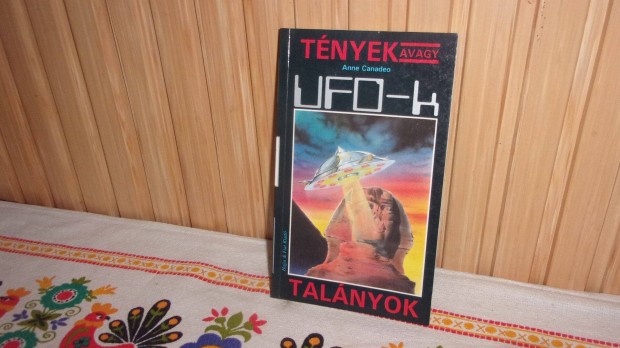 TÉNYEK AVAGY
Anne Canadeo
UFO-k
TALÁNYOK